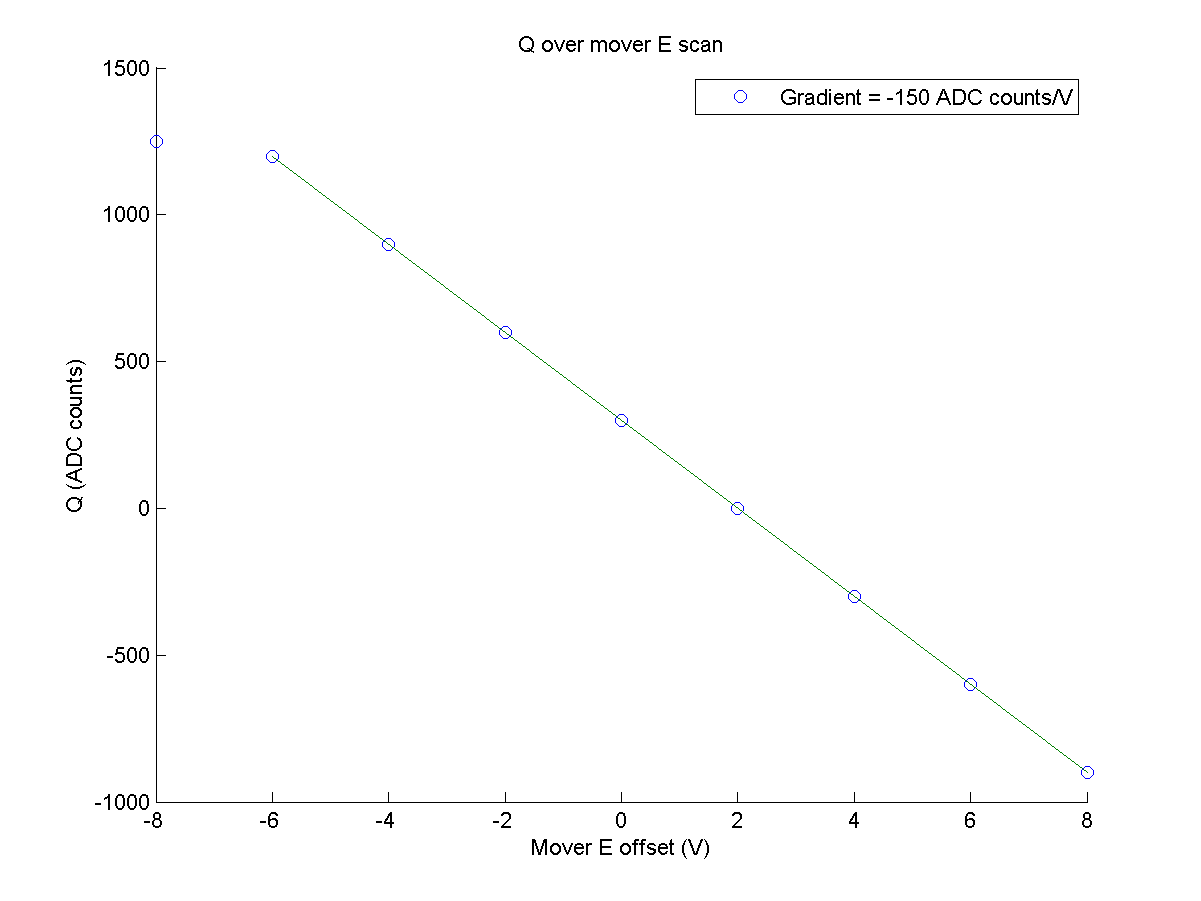 Q over mover E scan
Gradient = -150 ADC counts/V
1500
1000
500
0
-500
-1000
Q (ADC counts)
-8 -6 -4 -2 0 2 4 6 8
Mover E offset (V)